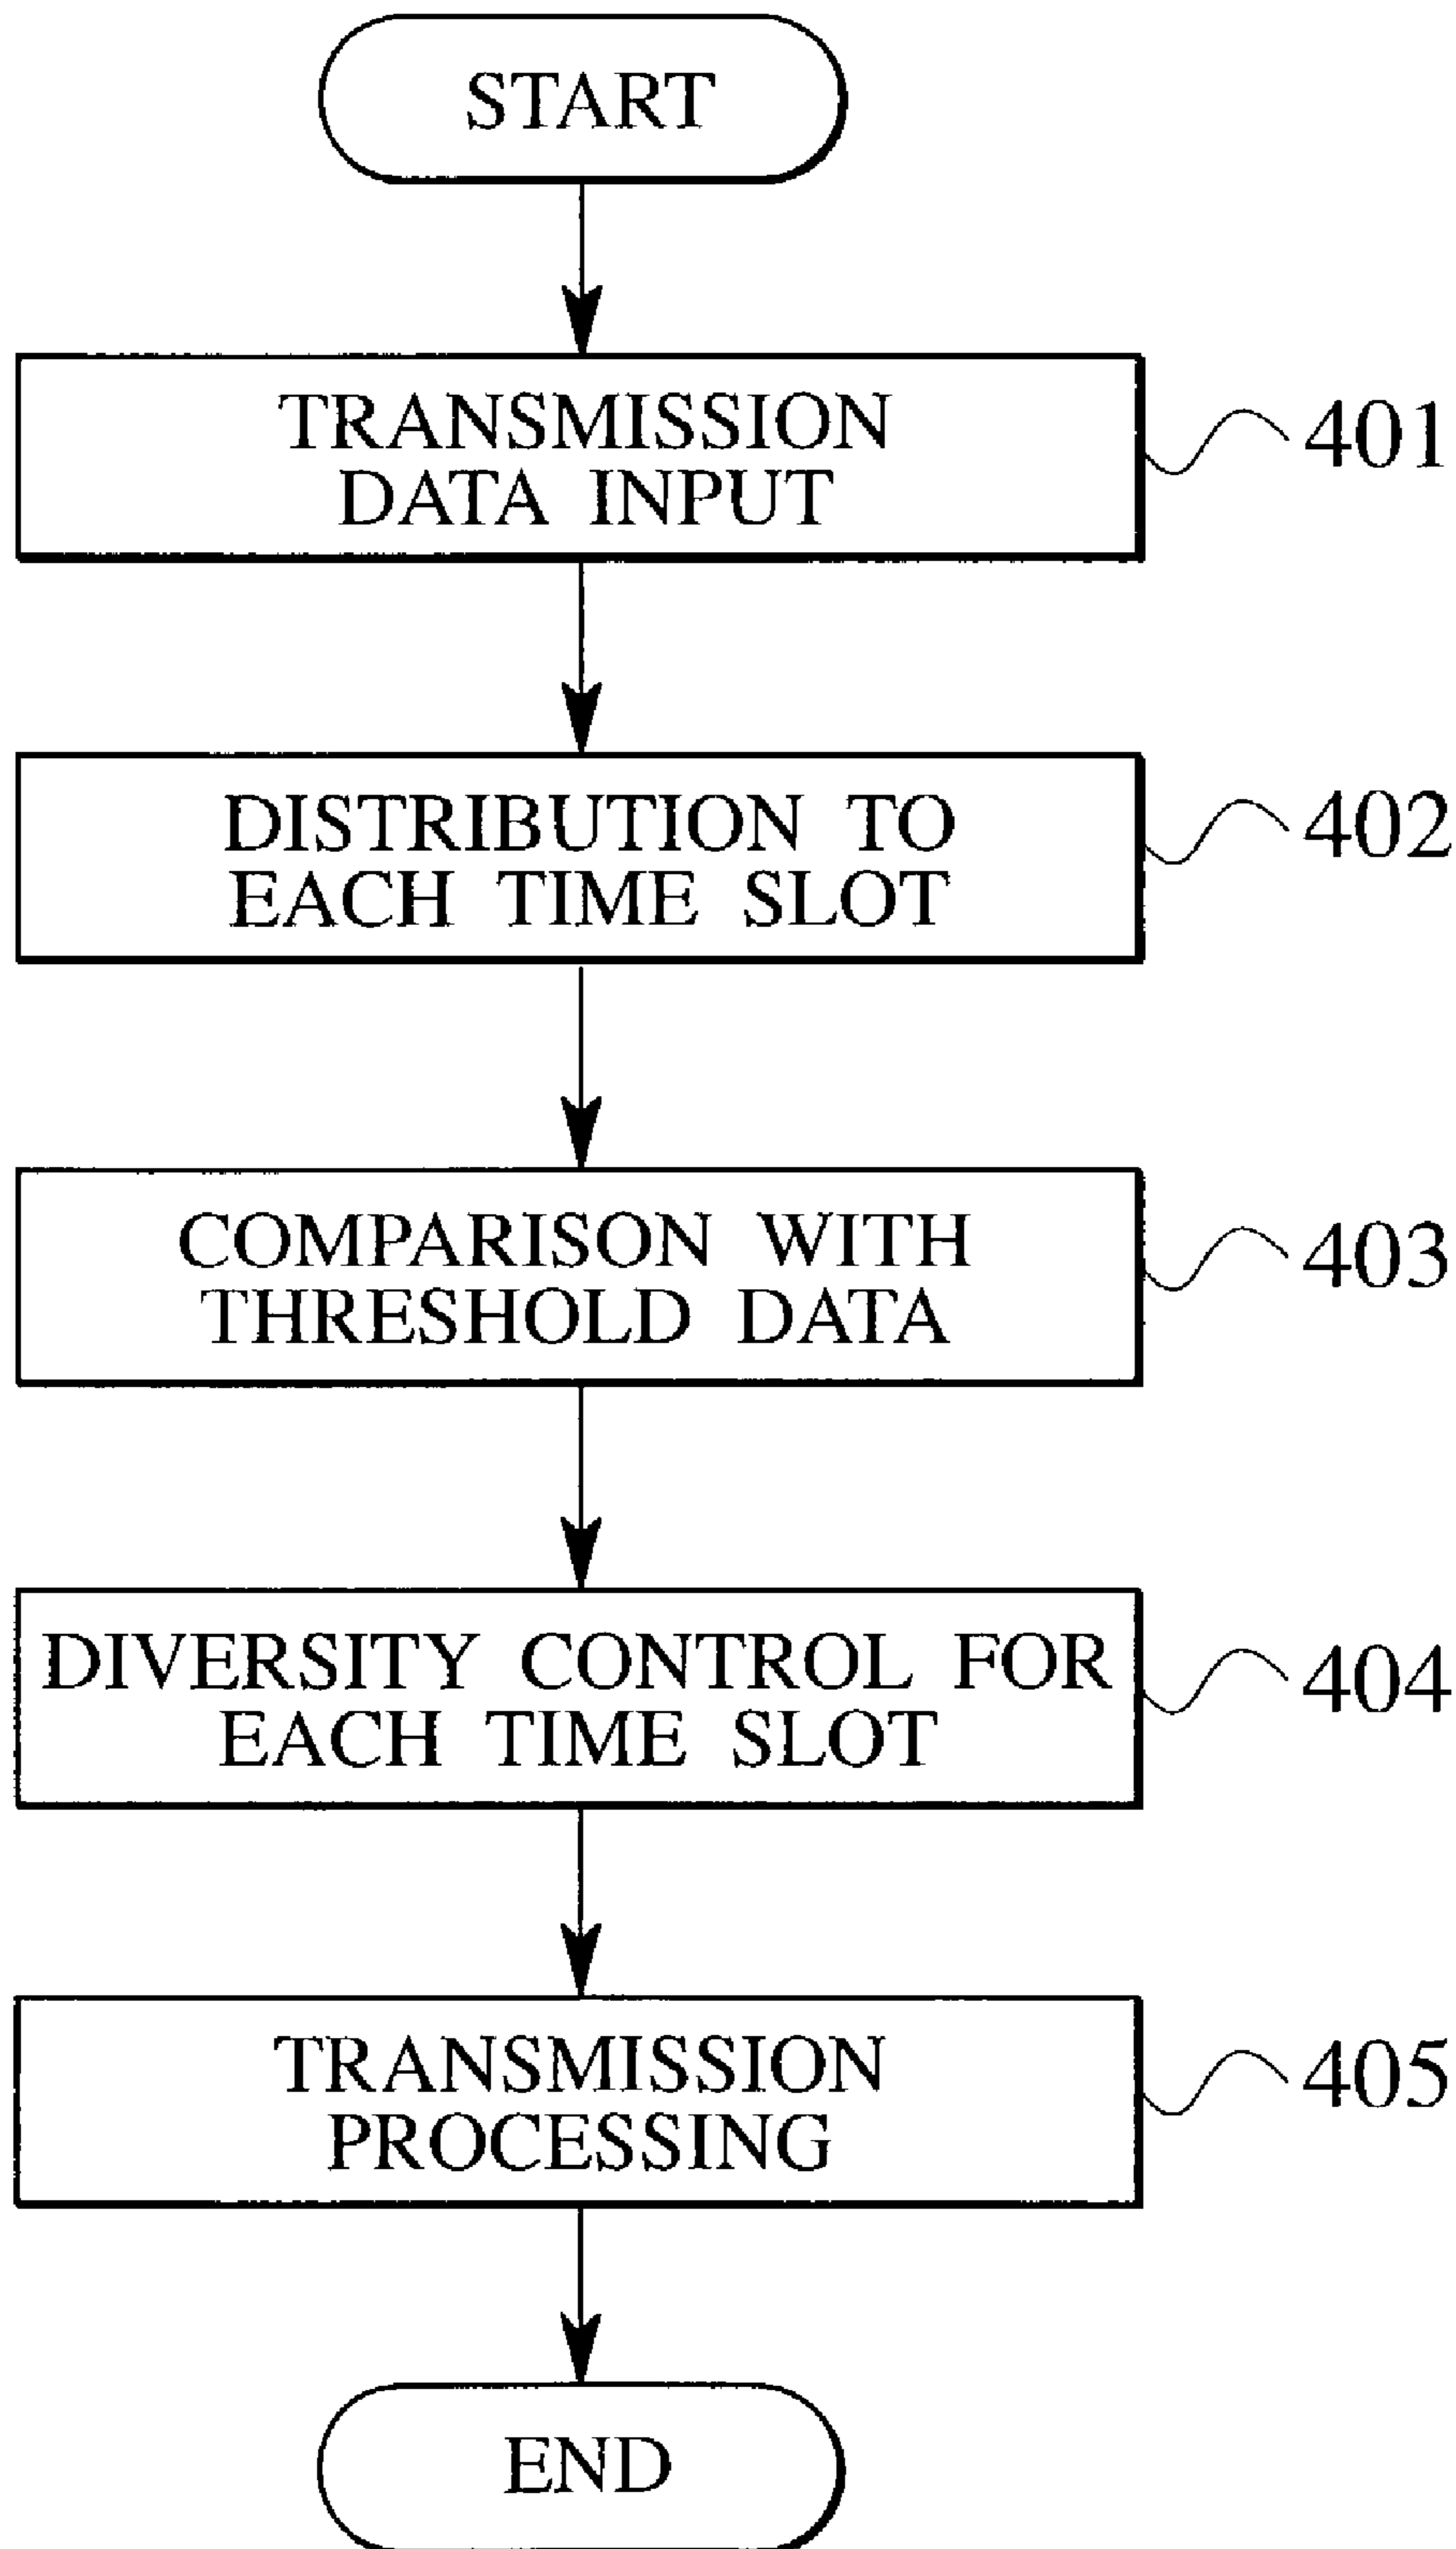 START
TRANSMISSION
DATA INPUT
401
DISTRIBUTION TO
EACH TIME SLOT
402
COMPARISON WITH
THRESHOLD DATA
403
DIVERSITY CONTROL FOR
EACH TIME SLOT
404
TRANSMISSION
PROCESSING
405
END